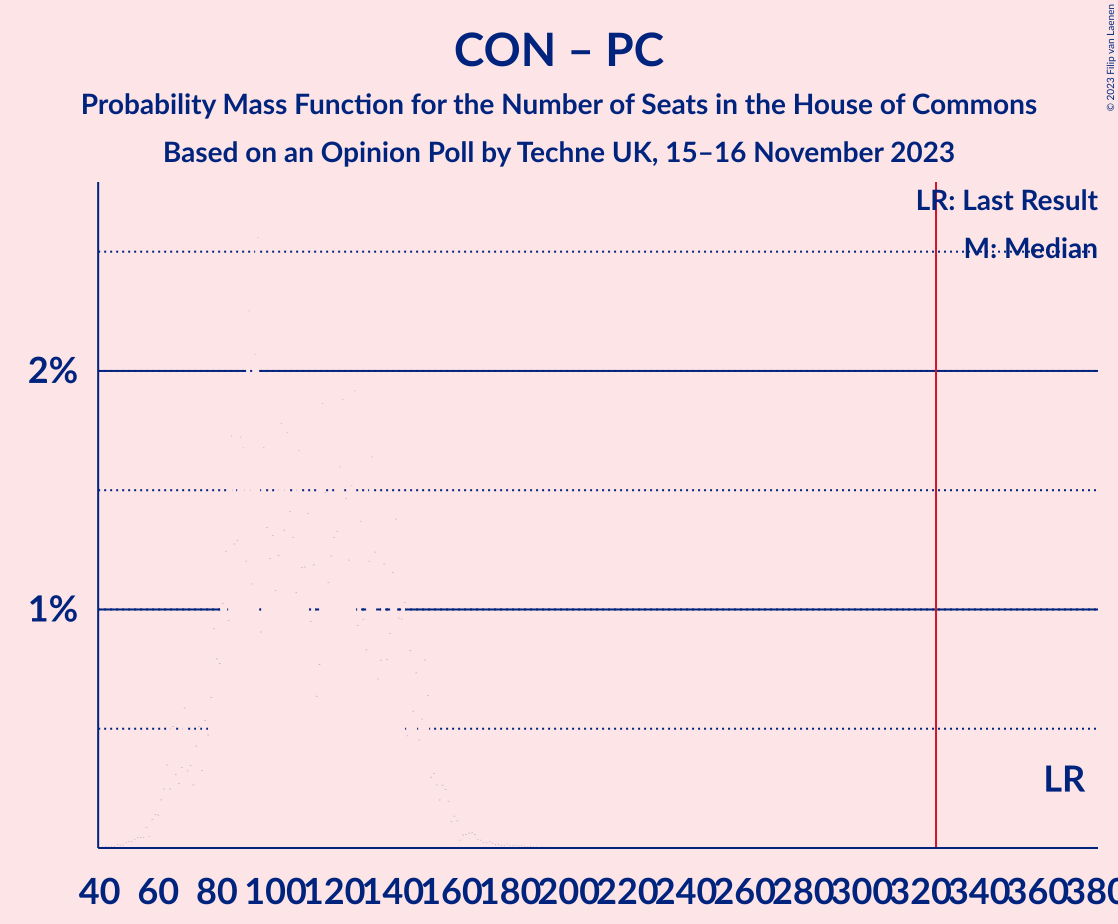 CON – PC
Probability Mass Function for the Number of Seats in the House of Commons
Based on an Opinion Poll by Techne UK, 15–16 November 2023
© 2023 Filip van Laenen
LR: Last Result
M: Median
2%
1%
LR
40 60 80 100 120 140 160 180 200 220 240 260 280 300 320 340 360 380